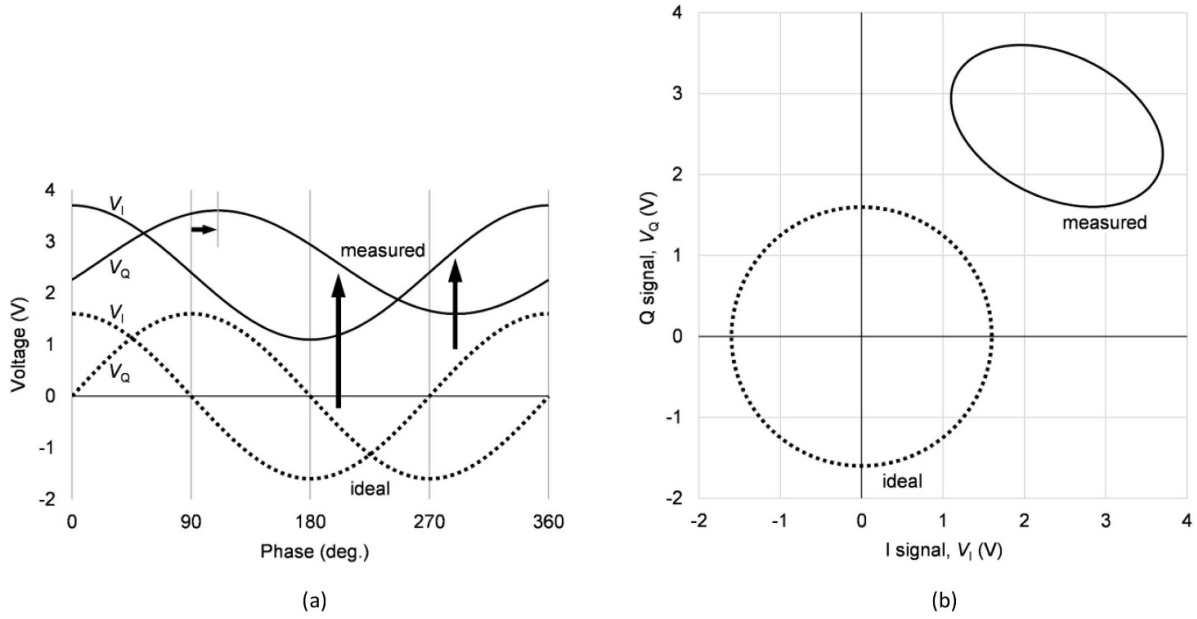 4
3
2
1
0
-1
-2
Voltage (V)
V_I
V_Q
V_I
V_Q
measured
ideal
0 90 180 270 360
Phase (deg.)
(a)
4
3
2
1
0
-1
-2
Q signal, V_Q (V)
measured
ideal
-2 -1 0 1 2 3 4
I signal, V_I (V)
(b)